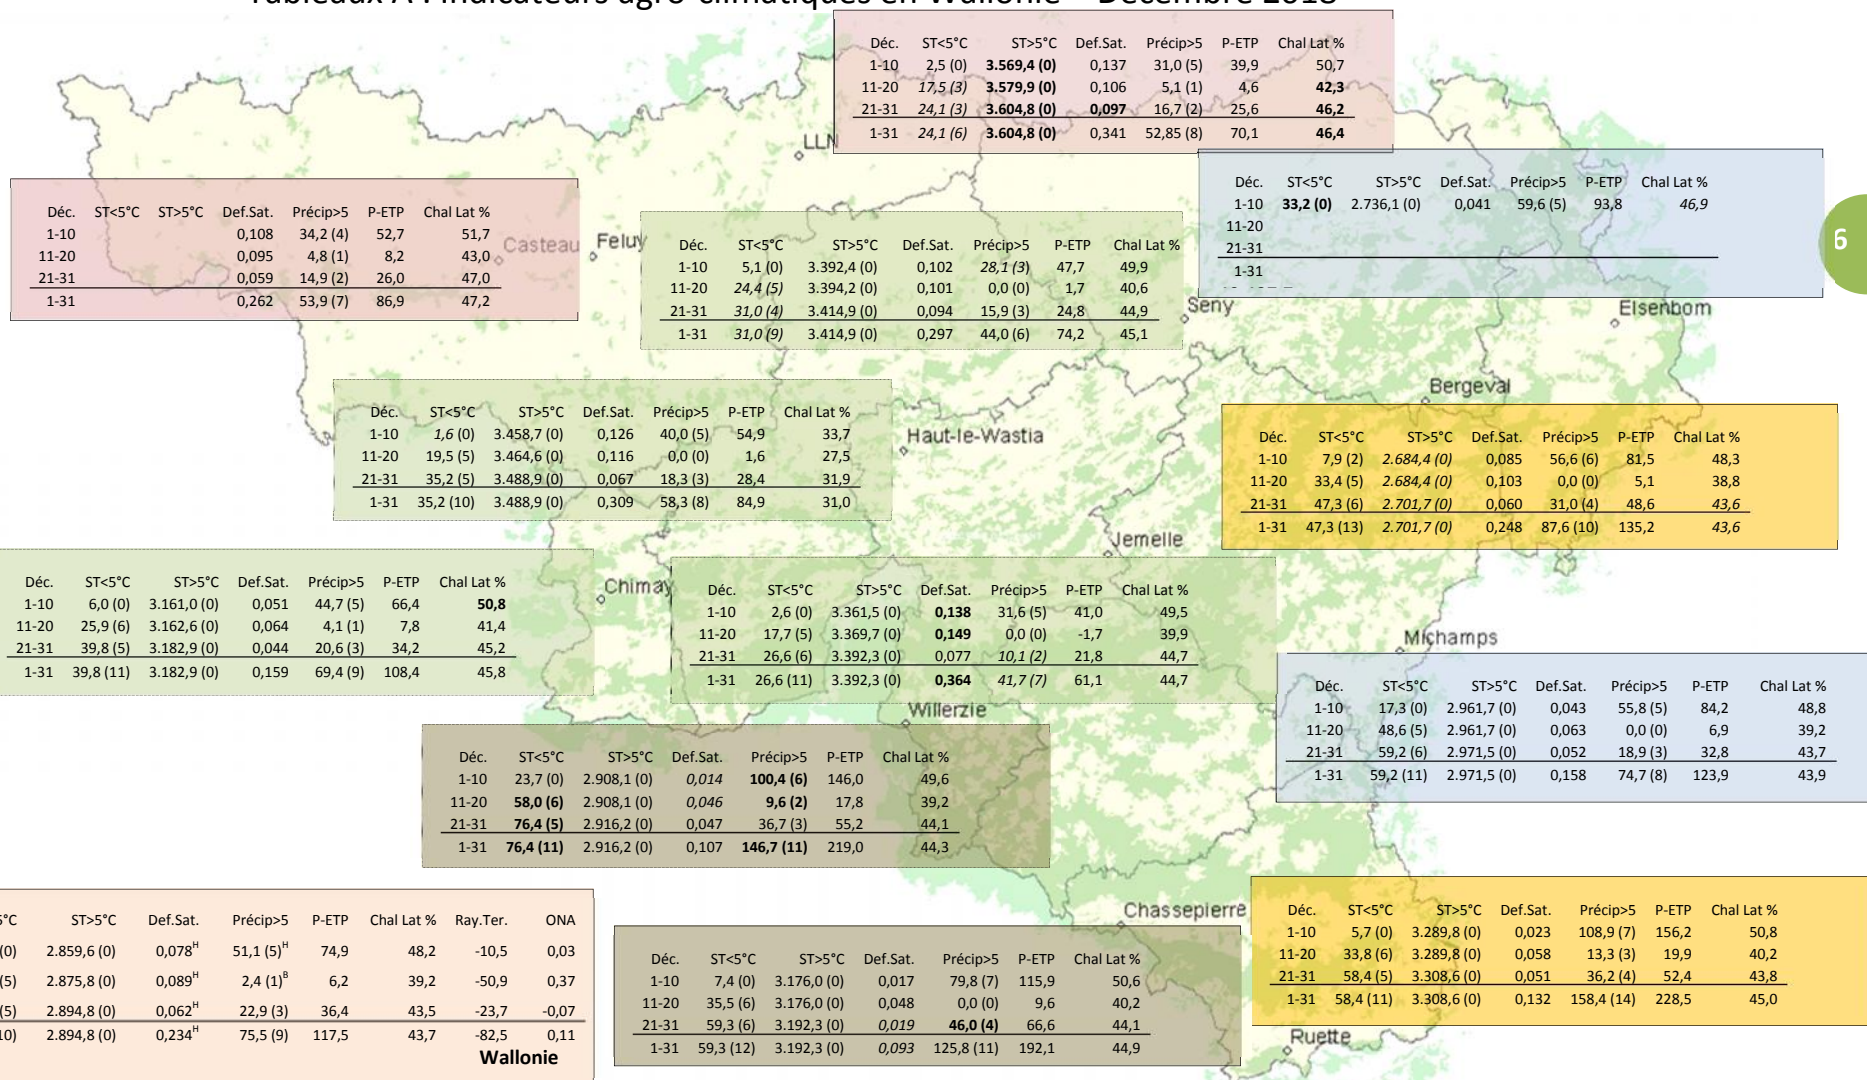 Tableaux A : Indicateurs agro-climatiques en Wallonie – Décembre 2018
Déc. ST<5°C ST>5°C Def.Sat. Précip>5 P-ETP Chal Lat %
1-10 2,5 (0) 3.569,4 (0) 0,137 31,0 (5) 39,9 50,7
11-20 17,5 (3) 3.579,9 (0) 0,106 5,1 (1) 4,6 42,3
21-31 24,1 (3) 3.604,8 (0) 0,097 16,7 (2) 25,6 46,2
1-31 24,1 (6) 3.604,8 (0) 0,341 52,85 (8) 70,1 46,4
LLN
Déc. ST<5°C ST>5°C Def.Sat. Précip>5 P-ETP Chal Lat %
1-10 33,2 (0) 2.736,1 (0) 0,041 59,6 (5) 93,8 46,9
11-20
21-31
1-31
6
Déc. ST<5°C ST>5°C Def.Sat. Précip>5 P-ETP Chal Lat %
1-10 0,108 34,2 (4) 52,7 51,7
11-20 0,095 4,8 (1) 8,2 43,0
21-31 0,059 14,9 (2) 26,0 47,0
1-31 0,262 53,9 (7) 86,9 47,2
Casteau
Feluy
Déc. ST<5°C ST>5°C Def.Sat. Précip>5 P-ETP Chal Lat %
1-10 5,1 (0) 3.392,4 (0) 0,102 28,1 (3) 47,7 49,9
11-20 24,4 (5) 3.394,2 (0) 0,101 0,0 (0) 1,7 40,6
21-31 31,0 (4) 3.414,9 (0) 0,094 15,9 (3) 24,8 44,9
1-31 31,0 (9) 3.414,9 (0) 0,297 44,0 (6) 74,2 45,1
Seny
Elsenborn
Déc. ST<5°C ST>5°C Def.Sat. Précip>5 P-ETP Chal Lat %
1-10 1,6 (0) 3.458,7 (0) 0,126 40,0 (5) 54,9 33,7
11-20 19,5 (5) 3.464,6 (0) 0,116 0,0 (0) 1,6 27,5
21-31 35,2 (5) 3.488,9 (0) 0,067 18,3 (3) 28,4 31,9
1-31 35,2 (10) 3.488,9 (0) 0,309 58,3 (8) 84,9 31,0
Haut-le-Wastia
Bergeval
Déc. ST<5°C ST>5°C Def.Sat. Précip>5 P-ETP Chal Lat %
1-10 7,9 (2) 2.684,4 (0) 0,085 56,6 (6) 81,5 48,3
11-20 33,4 (5) 2.684,4 (0) 0,103 0,0 (0) 5,1 38,8
21-31 47,3 (6) 2.701,7 (0) 0,060 31,0 (4) 48,6 43,6
1-31 47,3 (13) 2.701,7 (0) 0,248 87,6 (10) 135,2 43,6
Jemelle
Déc. ST<5°C ST>5°C Def.Sat. Précip>5 P-ETP Chal Lat %
1-10 6,0 (0) 3.161,0 (0) 0,051 44,7 (5) 66,4 50,8
11-20 25,9 (6) 3.162,6 (0) 0,064 4,1 (1) 7,8 41,4
21-31 39,8 (5) 3.182,9 (0) 0,044 20,6 (3) 34,2 45,2
1-31 39,8 (11) 3.182,9 (0) 0,159 69,4 (9) 108,4 45,8
Chimay
Déc. ST<5°C ST>5°C Def.Sat. Précip>5 P-ETP Chal Lat %
1-10 2,6 (0) 3.361,5 (0) 0,138 31,6 (5) 41,0 49,5
11-20 17,7 (5) 3.369,7 (0) 0,149 0,0 (0) -1,7 39,9
21-31 26,6 (6) 3.392,3 (0) 0,077 10,1 (2) 21,8 44,7
1-31 26,6 (11) 3.392,3 (0) 0,364 41,7 (7) 61,1 44,7
Michamps
Déc. ST<5°C ST>5°C Def.Sat. Précip>5 P-ETP Chal Lat %
1-10 17,3 (0) 2.961,7 (0) 0,043 55,8 (5) 84,2 48,8
11-20 48,6 (5) 2.961,7 (0) 0,063 0,0 (0) 6,9 39,2
21-31 59,2 (6) 2.971,5 (0) 0,052 18,9 (3) 32,8 43,7
1-31 59,2 (11) 2.971,5 (0) 0,158 74,7 (8) 123,9 43,9
Willerzie
Déc. ST<5°C ST>5°C Def.Sat. Précip>5 P-ETP Chal Lat %
1-10 23,7 (0) 2.908,1 (0) 0,014 100,4 (6) 146,0 49,6
11-20 58,0 (6) 2.908,1 (0) 0,046 9,6 (2) 17,8 39,2
21-31 76,4 (5) 2.916,2 (0) 0,047 36,7 (3) 55,2 44,1
1-31 76,4 (11) 2.916,2 (0) 0,107 146,7 (11) 219,0 44,3
Chassepierre
Déc. ST<5°C ST>5°C Def.Sat. Précip>5 P-ETP Chal Lat %
1-10 5,7 (0) 3.289,8 (0) 0,023 108,9 (7) 156,2 50,8
11-20 33,8 (6) 3.289,8 (0) 0,058 13,3 (3) 19,9 40,2
21-31 58,4 (5) 3.308,6 (0) 0,051 36,2 (4) 52,4 43,8
1-31 58,4 (11) 3.308,6 (0) 0,132 158,4 (14) 228,5 45,0
5°C ST>5°C Def.Sat. Précip>5 P-ETP Chal Lat % Ray.Ter. ONA
(0) 2.859,6 (0) 0,078H 51,1 (5)H 74,9 48,2 -10,5 0,03
(5) 2.875,8 (0) 0,089H 2,4 (1)B 6,2 39,2 -50,9 0,37
(5) 2.894,8 (0) 0,062H 22,9 (3) 36,4 43,5 -23,7 -0,07
10) 2.894,8 (0) 0,234H 75,5 (9) 117,5 43,7 -82,5 0,11
Wallonie
Déc. ST<5°C ST>5°C Def.Sat. Précip>5 P-ETP Chal Lat %
1-10 7,4 (0) 3.176,0 (0) 0,017 79,8 (7) 115,9 50,6
11-20 35,5 (6) 3.176,0 (0) 0,048 0,0 (0) 9,6 40,2
21-31 59,3 (6) 3.192,3 (0) 0,019 46,0 (4) 66,6 44,1
1-31 59,3 (12) 3.192,3 (0) 0,093 125,8 (11) 192,1 44,9
Ruette